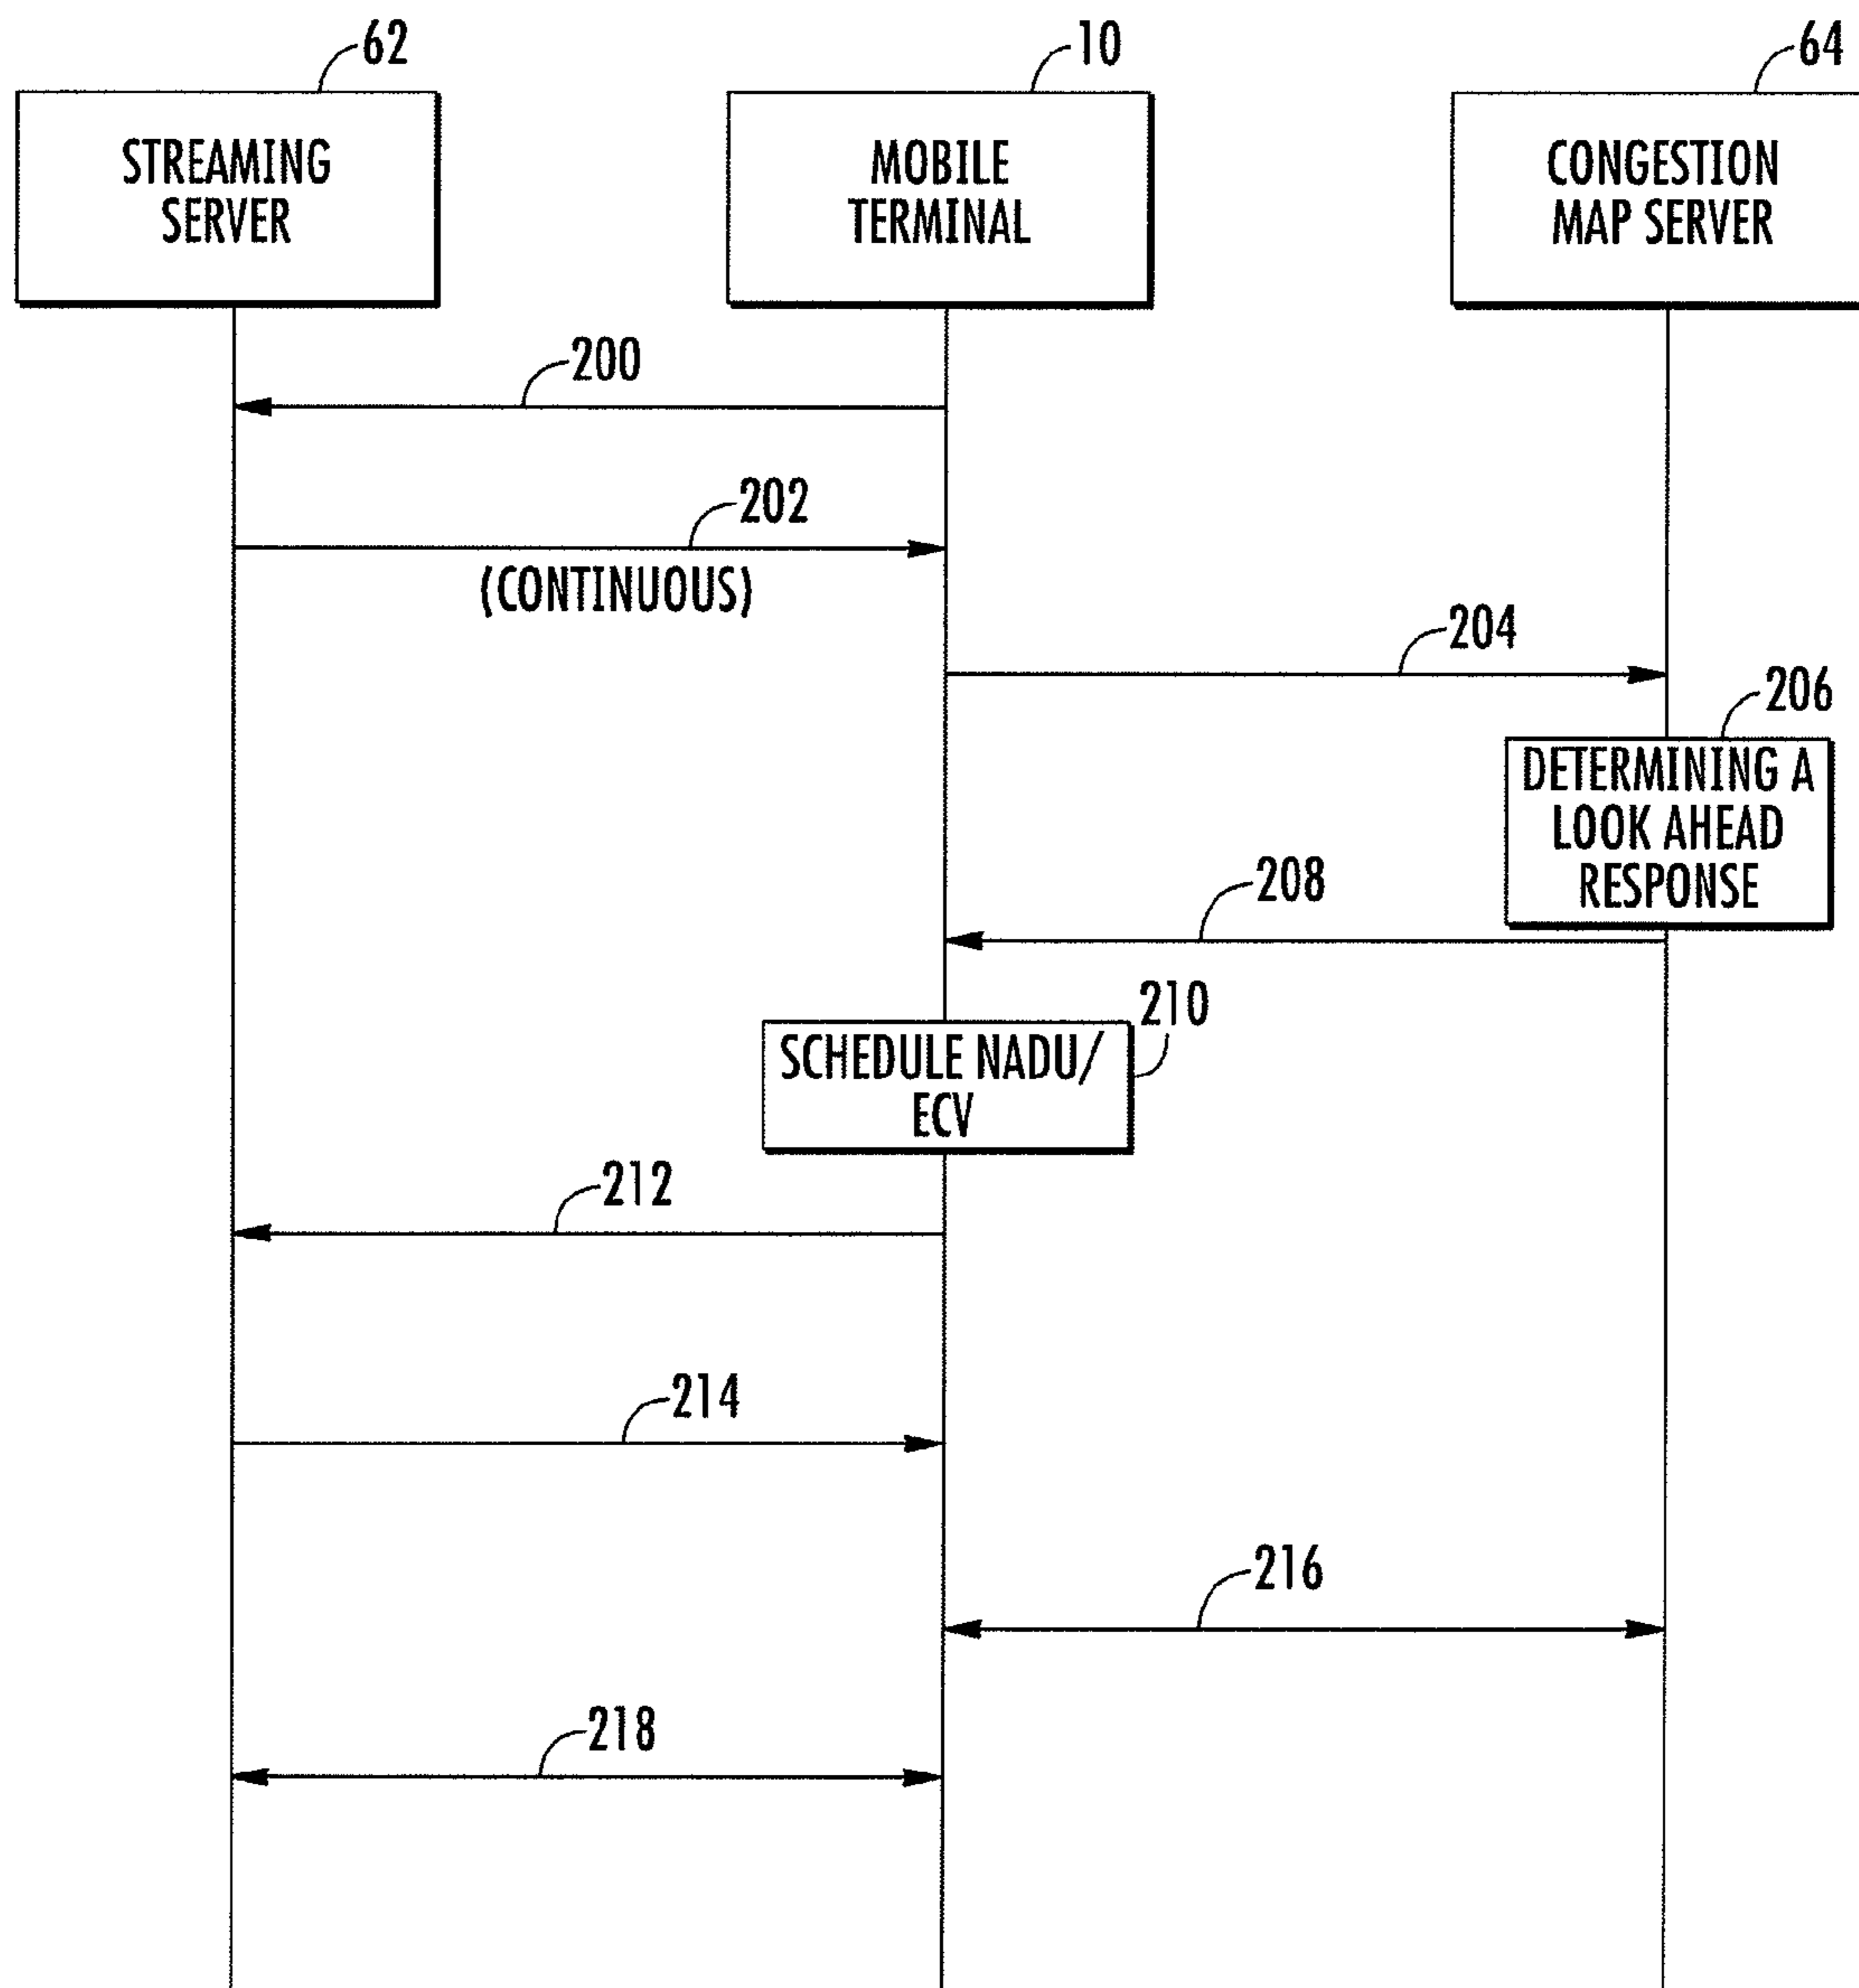 62
10
64
STREAMING
SERVER
MOBILE
TERMINAL
CONGESTION
MAP SERVER
200
202
(CONTINUOUS)
204
206
DETERMINING A
LOOK AHEAD
RESPONSE
208
210
SCHEDULE NADU/
ECV
212
214
216
218